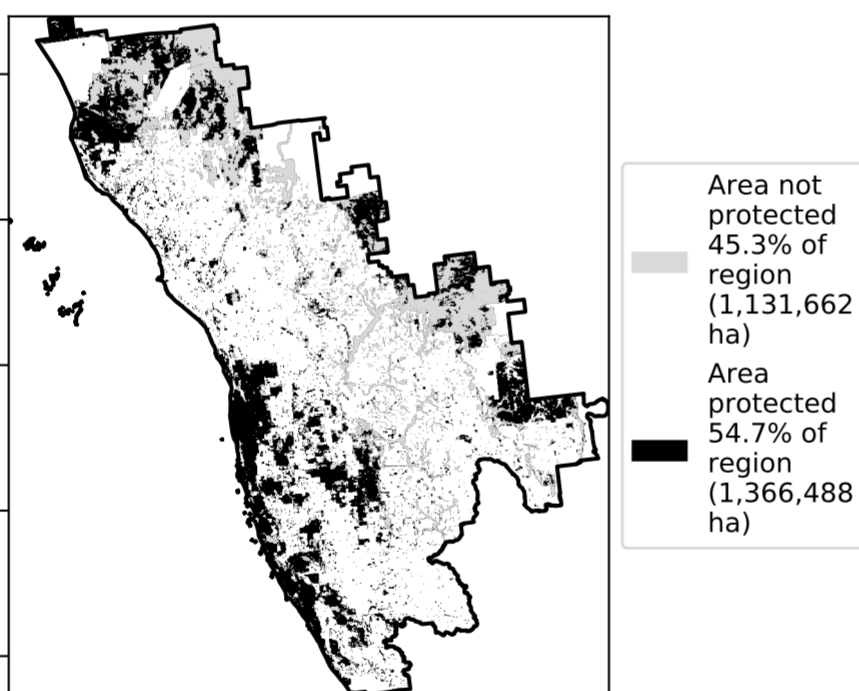 Area not
protected
45.3% of
region
(1,131,662
ha)
Area
protected
54.7% of
region
(1,366,488
ha)